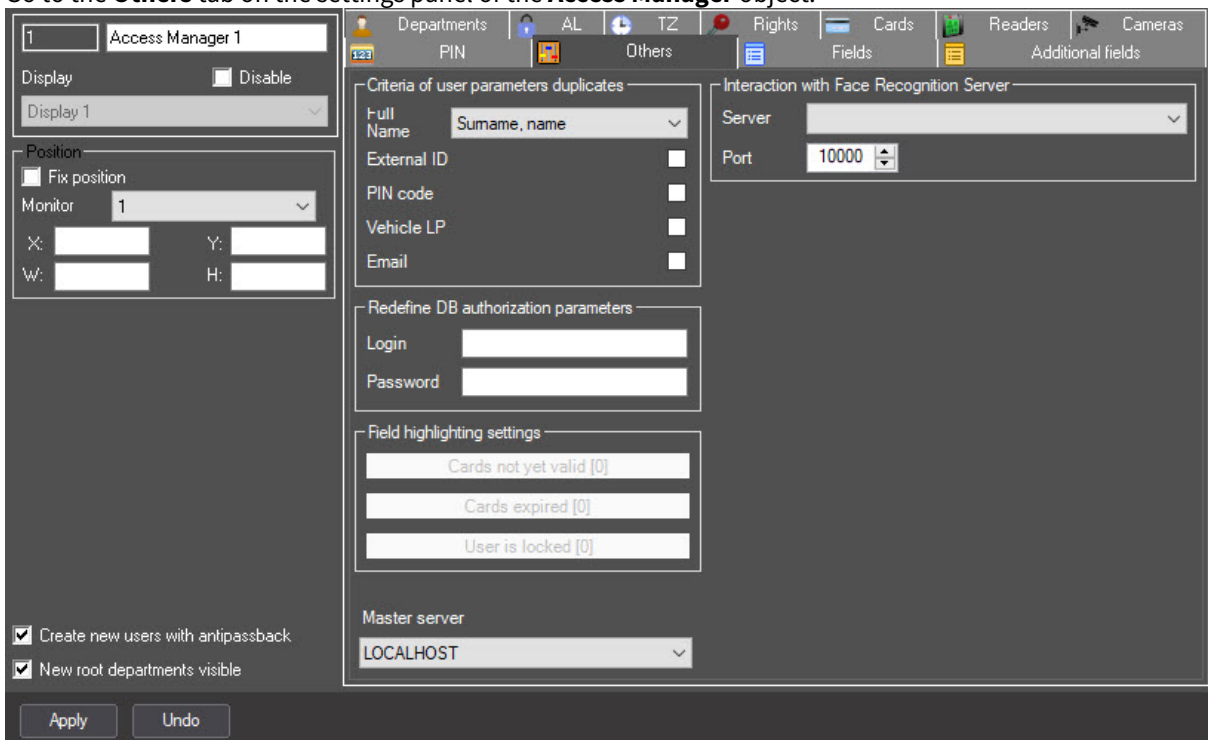 Go to the Others tab on the settings panel of the Access Manager object.
1 Access Manager 1
Display Disable
Display 1
Position
Fix position
Monitor 1
X: Y:
W: H:
Create new users with antipassback
New root departments visible
Apply Undo
Departments AL TZ Rights Cards Readers Cameras
123 PIN Others Fields Additional fields
Criteria of user parameters duplicates
Full
Name Surname, name
External ID
PIN code
Vehicle LP
Email
Redefine DB authorization parameters
Login
Password
Field highlighting settings
Cards not yet valid [0]
Cards expired [0]
User is locked [0]
Master server
LOCALHOST
Interaction with Face Recognition Server
Server
Port 10000